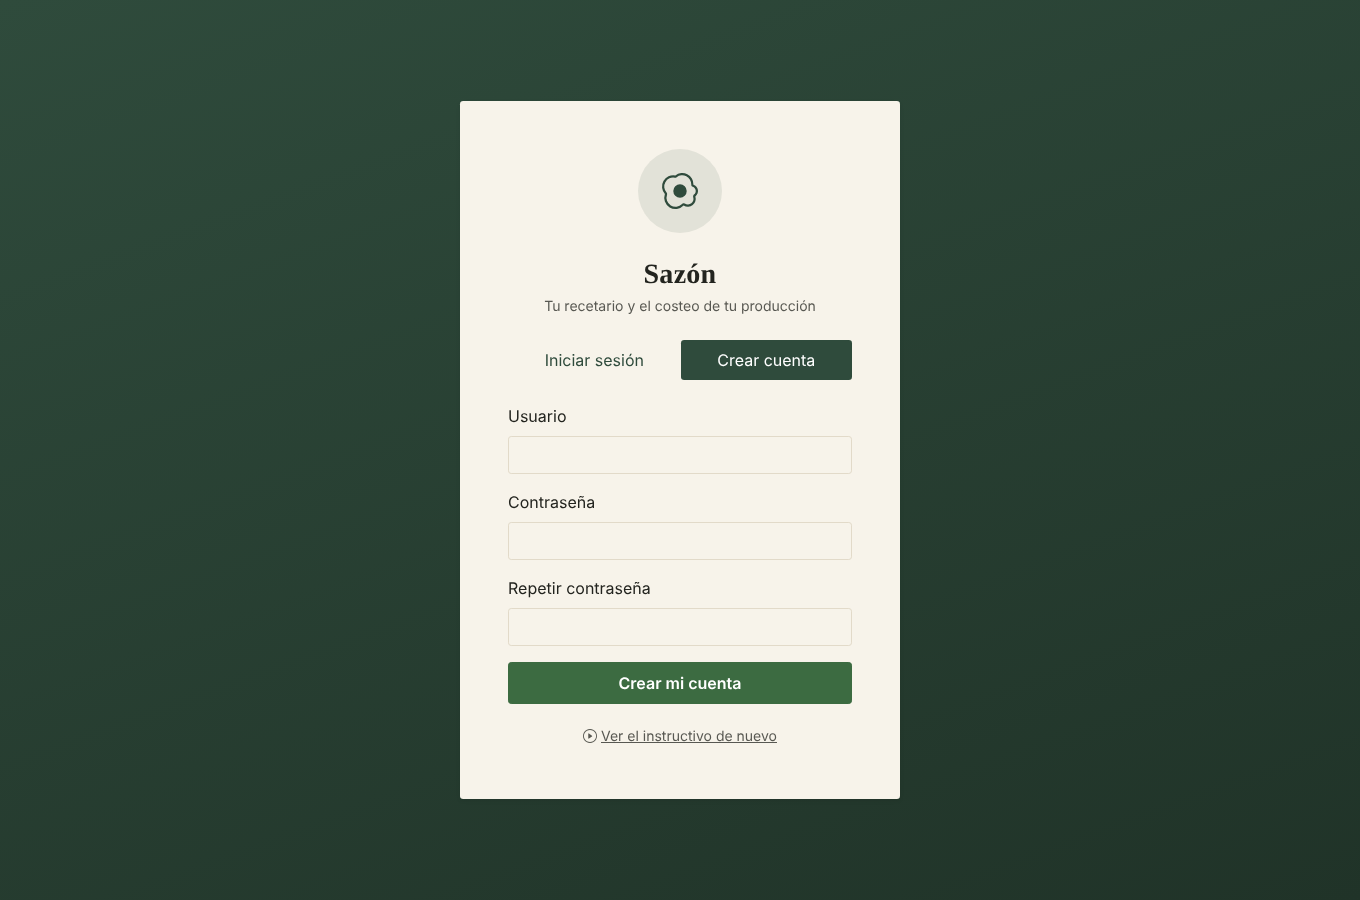 Sazón
Tu recetario y el costeo de tu producción
Iniciar sesión Crear cuenta
Usuario
Contraseña
Repetir contraseña
Crear mi cuenta
Ver el instructivo de nuevo